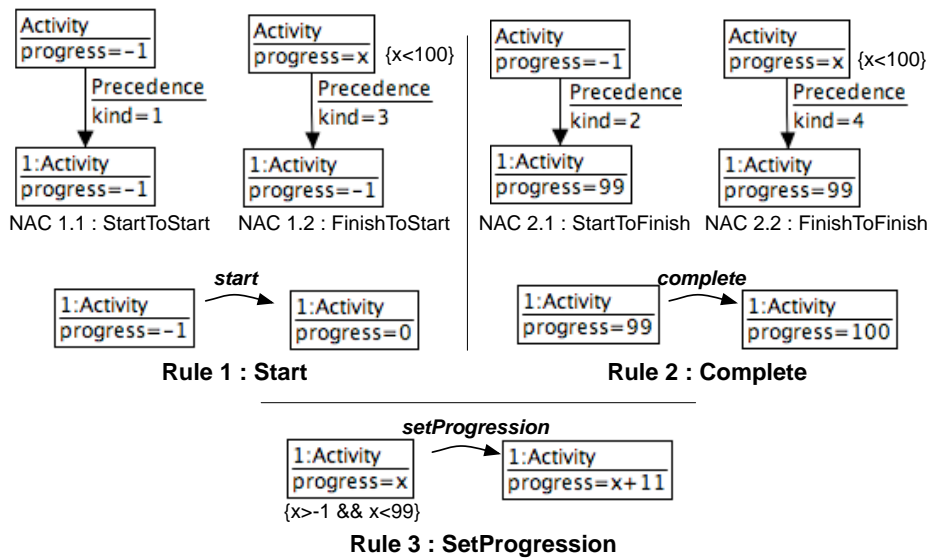 1:Activity
progress=-1
Precedence
kind=1
1:Activity
progress=-1
NAC 1.1 : StartToStart
Activity
progress=x
{x<100}
Precedence
kind=3
1:Activity
progress=-1
NAC 1.2 : FinishToStart
start
1:Activity
progress=-1
1:Activity
progress=0
Rule 1 : Start
Activity
progress=-1
Precedence
kind=2
1:Activity
progress=99
NAC 2.1 : StartToFinish
Activity
progress=x
{x<100}
Precedence
kind=4
1:Activity
progress=99
NAC 2.2 : FinishToFinish
complete
1:Activity
progress=99
1:Activity
progress=100
Rule 2 : Complete
setProgression
1:Activity
progress=x
{x>-1 && x<99}
1:Activity
progress=x+11
Rule 3 : SetProgression